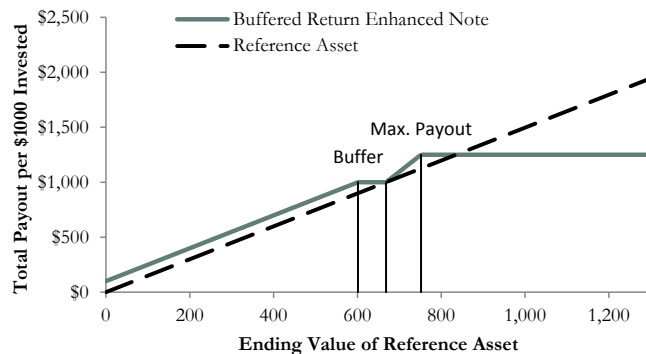 $2,500
Buffered Return Enhanced Note
Reference Asset
$2,000
$1,500
Max. Payout
Buffer
$1,000
$500
$0
Total Payout per $1000 Invested
0 200 400 600 800 1,000 1,200
Ending Value of Reference Asset